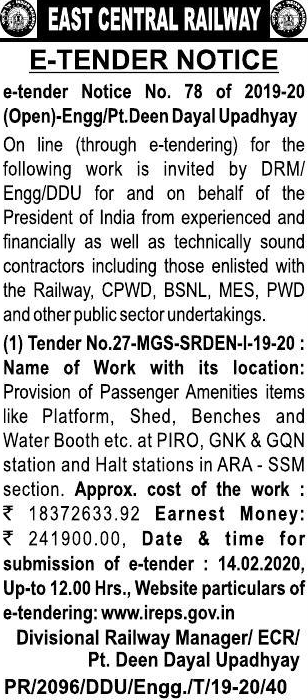 EAST CENTRAL RAILWAY
E-TENDER NOTICE
e-tender Notice No. 78 of 2019-20
(Open)-Engg/Pt.Deen Dayal Upadhyay
On line (through e-tendering) for the
following work is invited by DRM/
Engg/DDU for and on behalf of the
President of India from experienced and
financially as well as technically sound
contractors including those enlisted with
the Railway, CPWD, BSNL, MES, PWD
and other public sector undertakings.
(1) Tender No.27-MGS-SRDEN-I-19-20 :
Name of Work with its location:
Provision of Passenger Amenities items
like Platform, Shed, Benches and
Water Booth etc. at PIRO, GNK & GQN
station and Halt stations in ARA - SSM
section. Approx. cost of the work :
₹ 18372633.92 Earnest Money:
₹ 241900.00, Date & time for
submission of e-tender : 14.02.2020,
Up-to 12.00 Hrs., Website particulars of
e-tendering: www.ireps.gov.in
Divisional Railway Manager/ ECR/
Pt. Deen Dayal Upadhyay
PR/2096/DDU/Engg./T/19-20/40